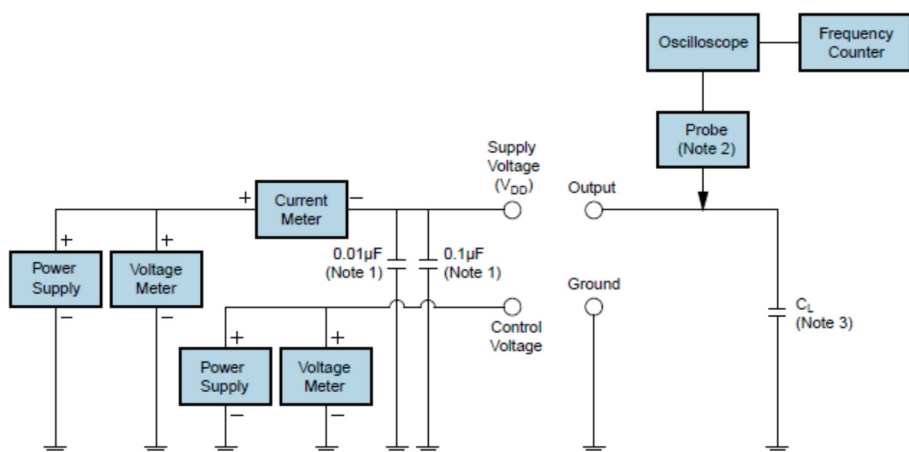 Oscilloscope
Frequency
Counter
Probe
(Note 2)
Supply
Voltage
(VDD)
Output
+
Current
Meter
−
+
Power
Supply
−
+
Voltage
Meter
−
0.01µF
(Note 1)
0.1µF
(Note 1)
Ground
Control
Voltage
CL
(Note 3)
+
Power
Supply
−
+
Voltage
Meter
−